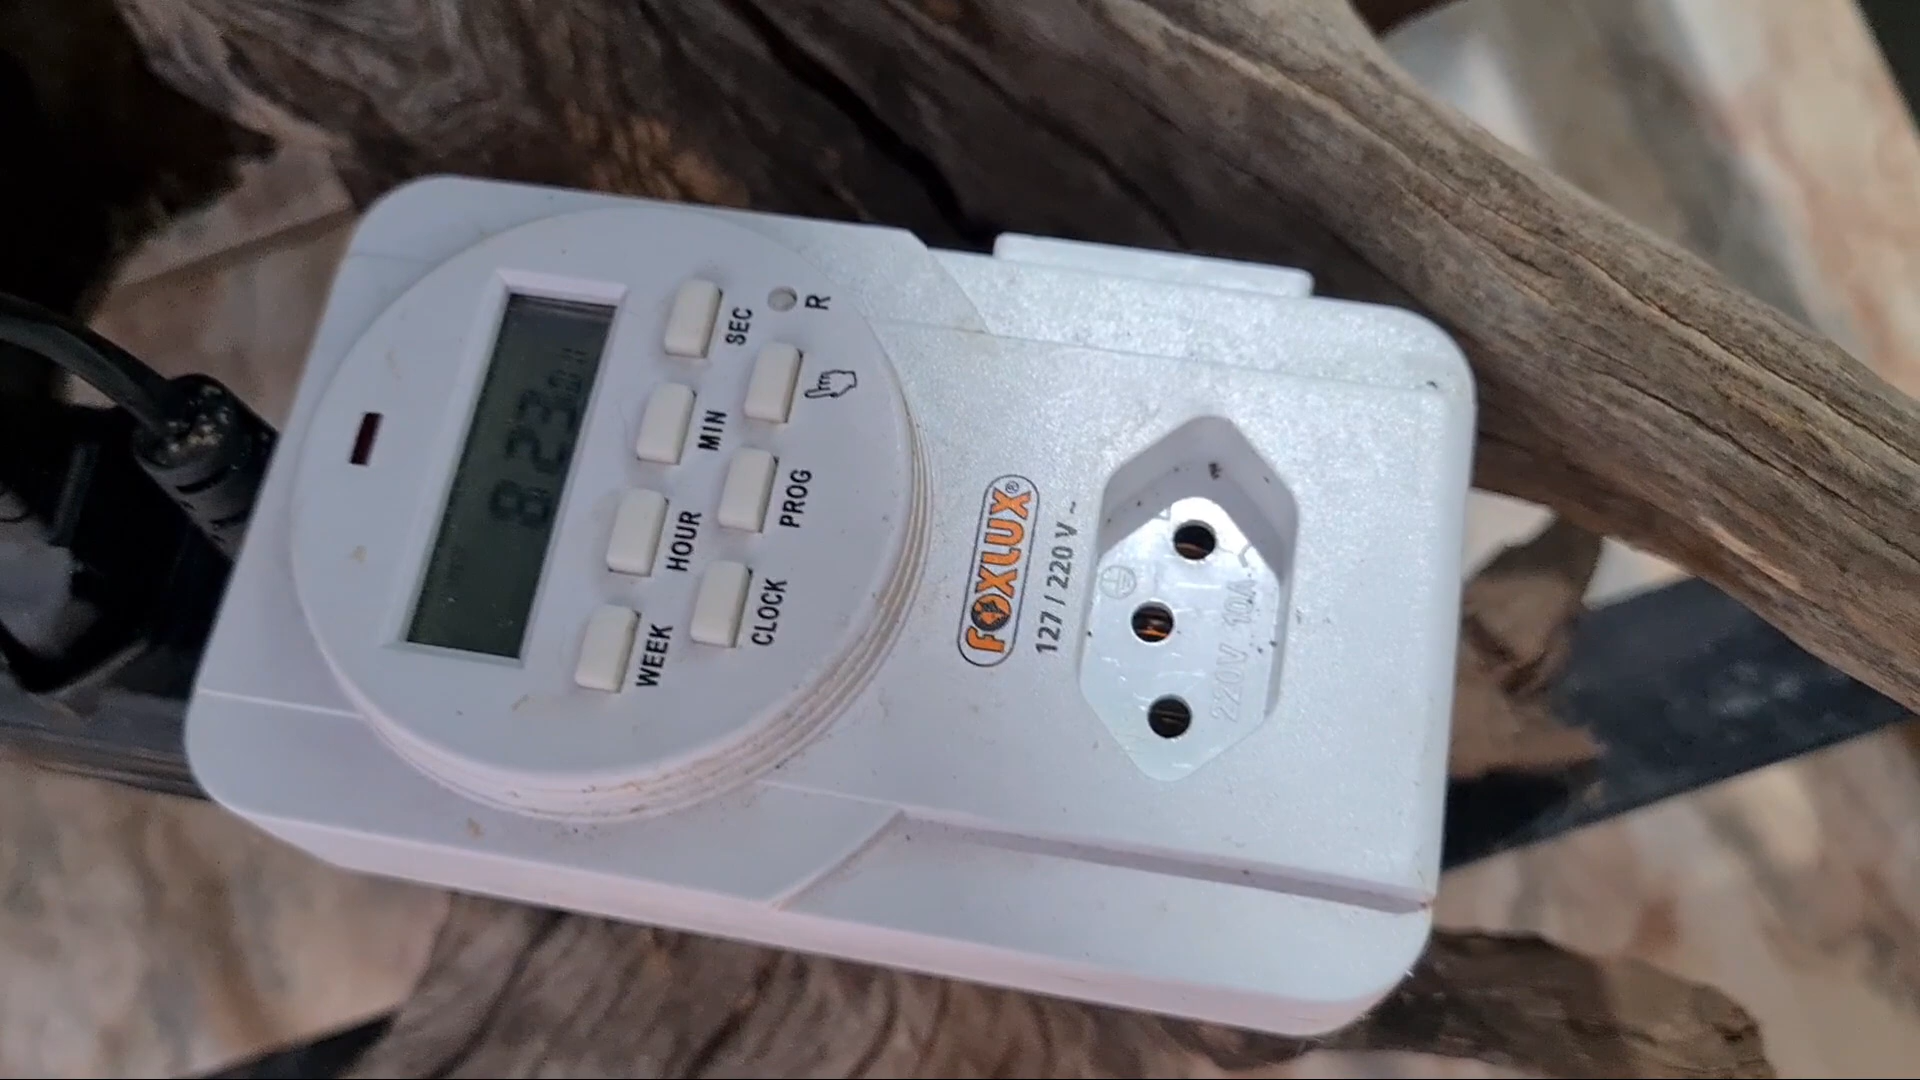 8:23
R
SEC
MIN
HOUR
WEEK
PROG
CLOCK
FOXLUX®
127 / 220 V ~
220V 10A